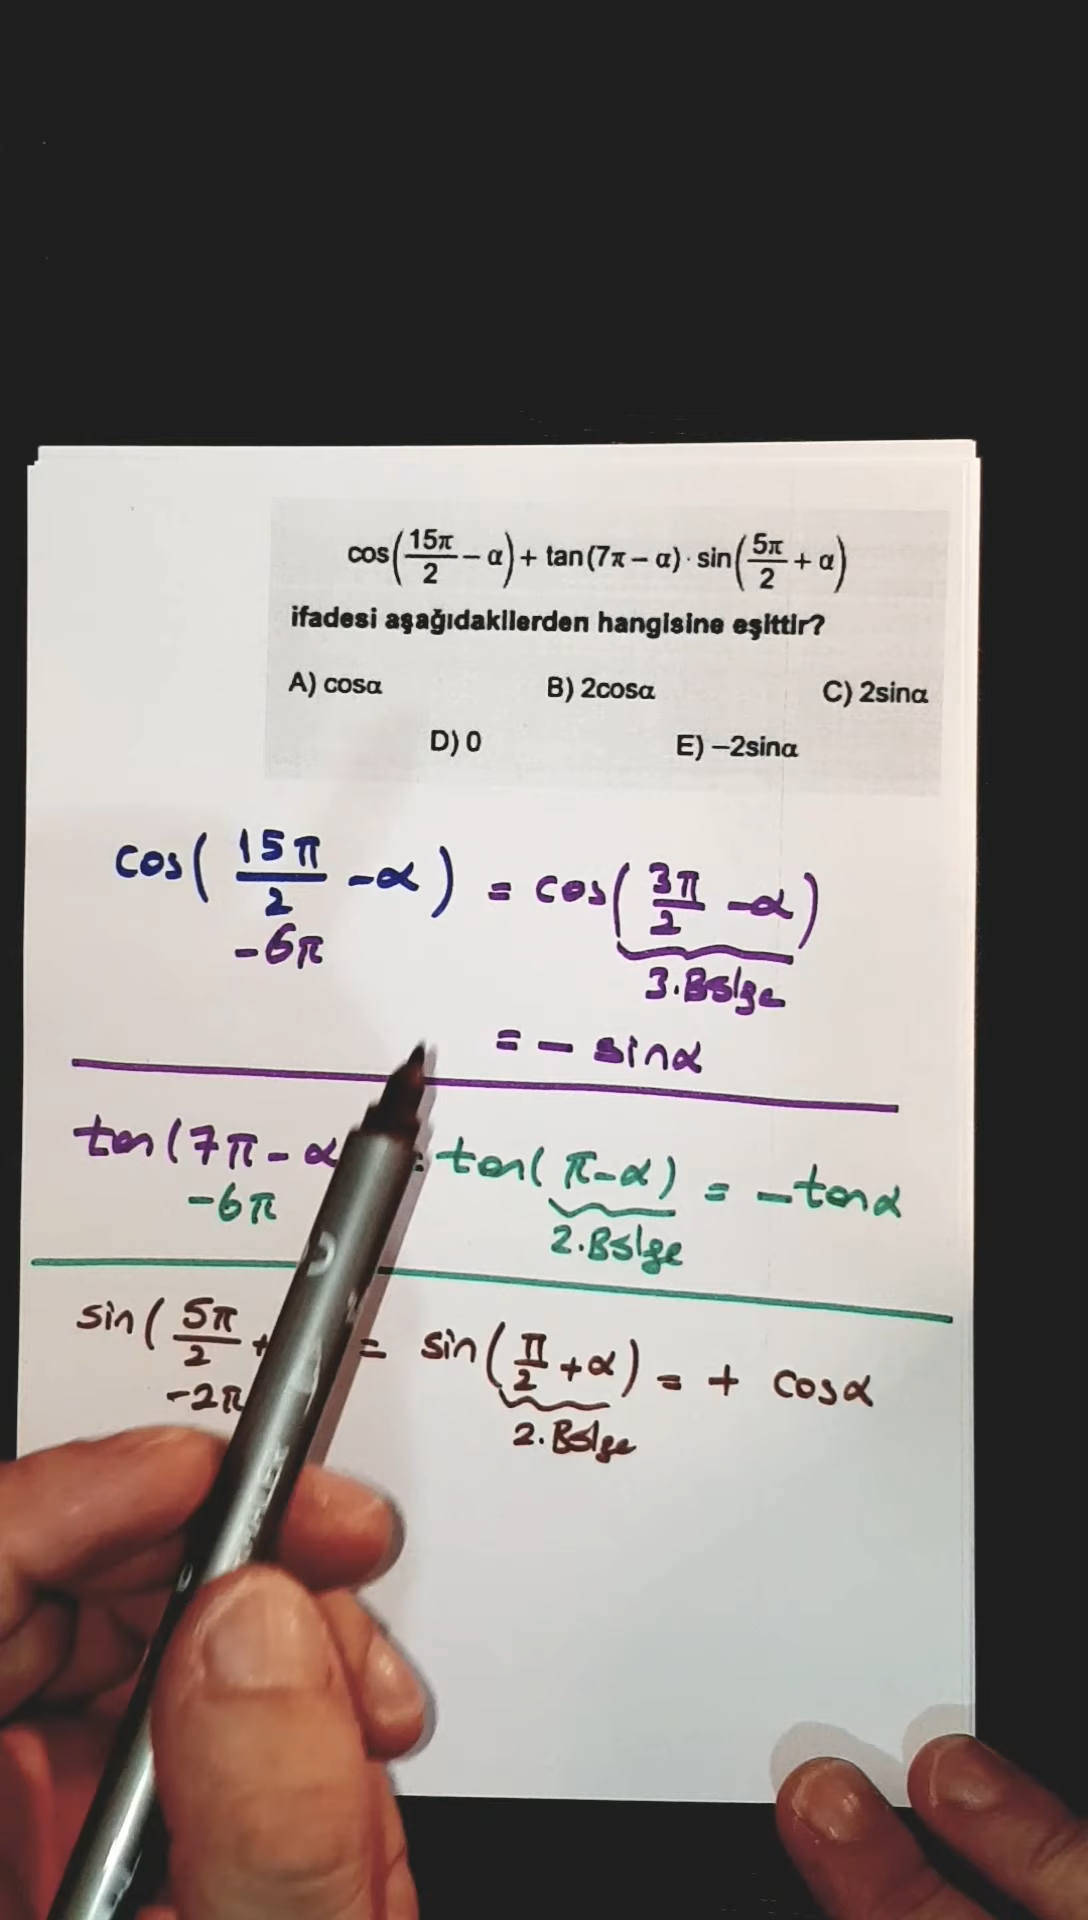 cos(15π/2 − α) + tan(7π − α) · sin(5π/2 + α)
ifadesi aşağıdakilerden hangisine eşittir?
A) cosα B) 2cosα C) 2sinα
D) 0 E) −2sinα
cos(15π/2 − α) = cos(3π/2 − α)
-6π 3.Bölge
= − sinα
tan(7π − α = tan(π − α) = − tanα
-6π 2.Bölge
sin(5π/2 + = sin(π/2 + α) = + cosα
-2π 2.Bölge